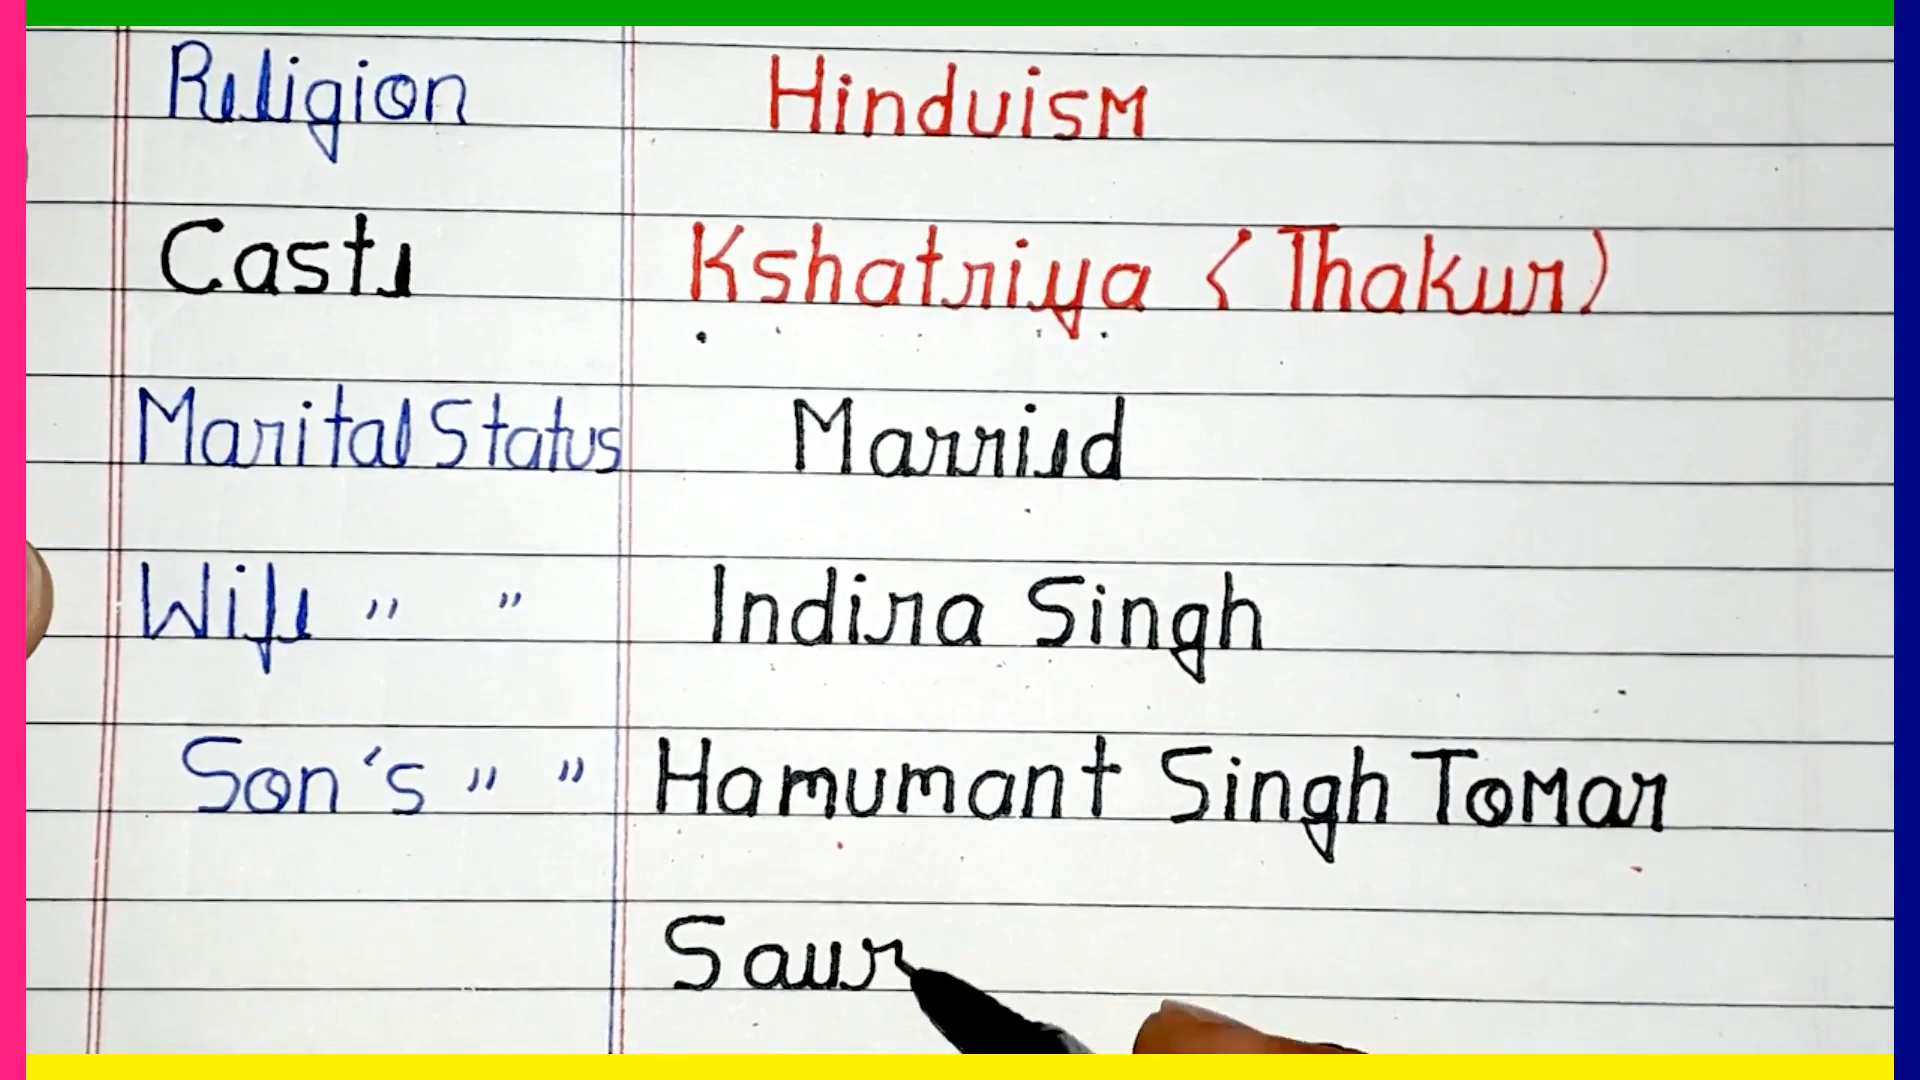 Religion Hinduism
Caste Kshatriya (Thakur)
Marital Status Married
Wife " " Indira Singh
Son's " " Hamumant Singh Tomar
Saur